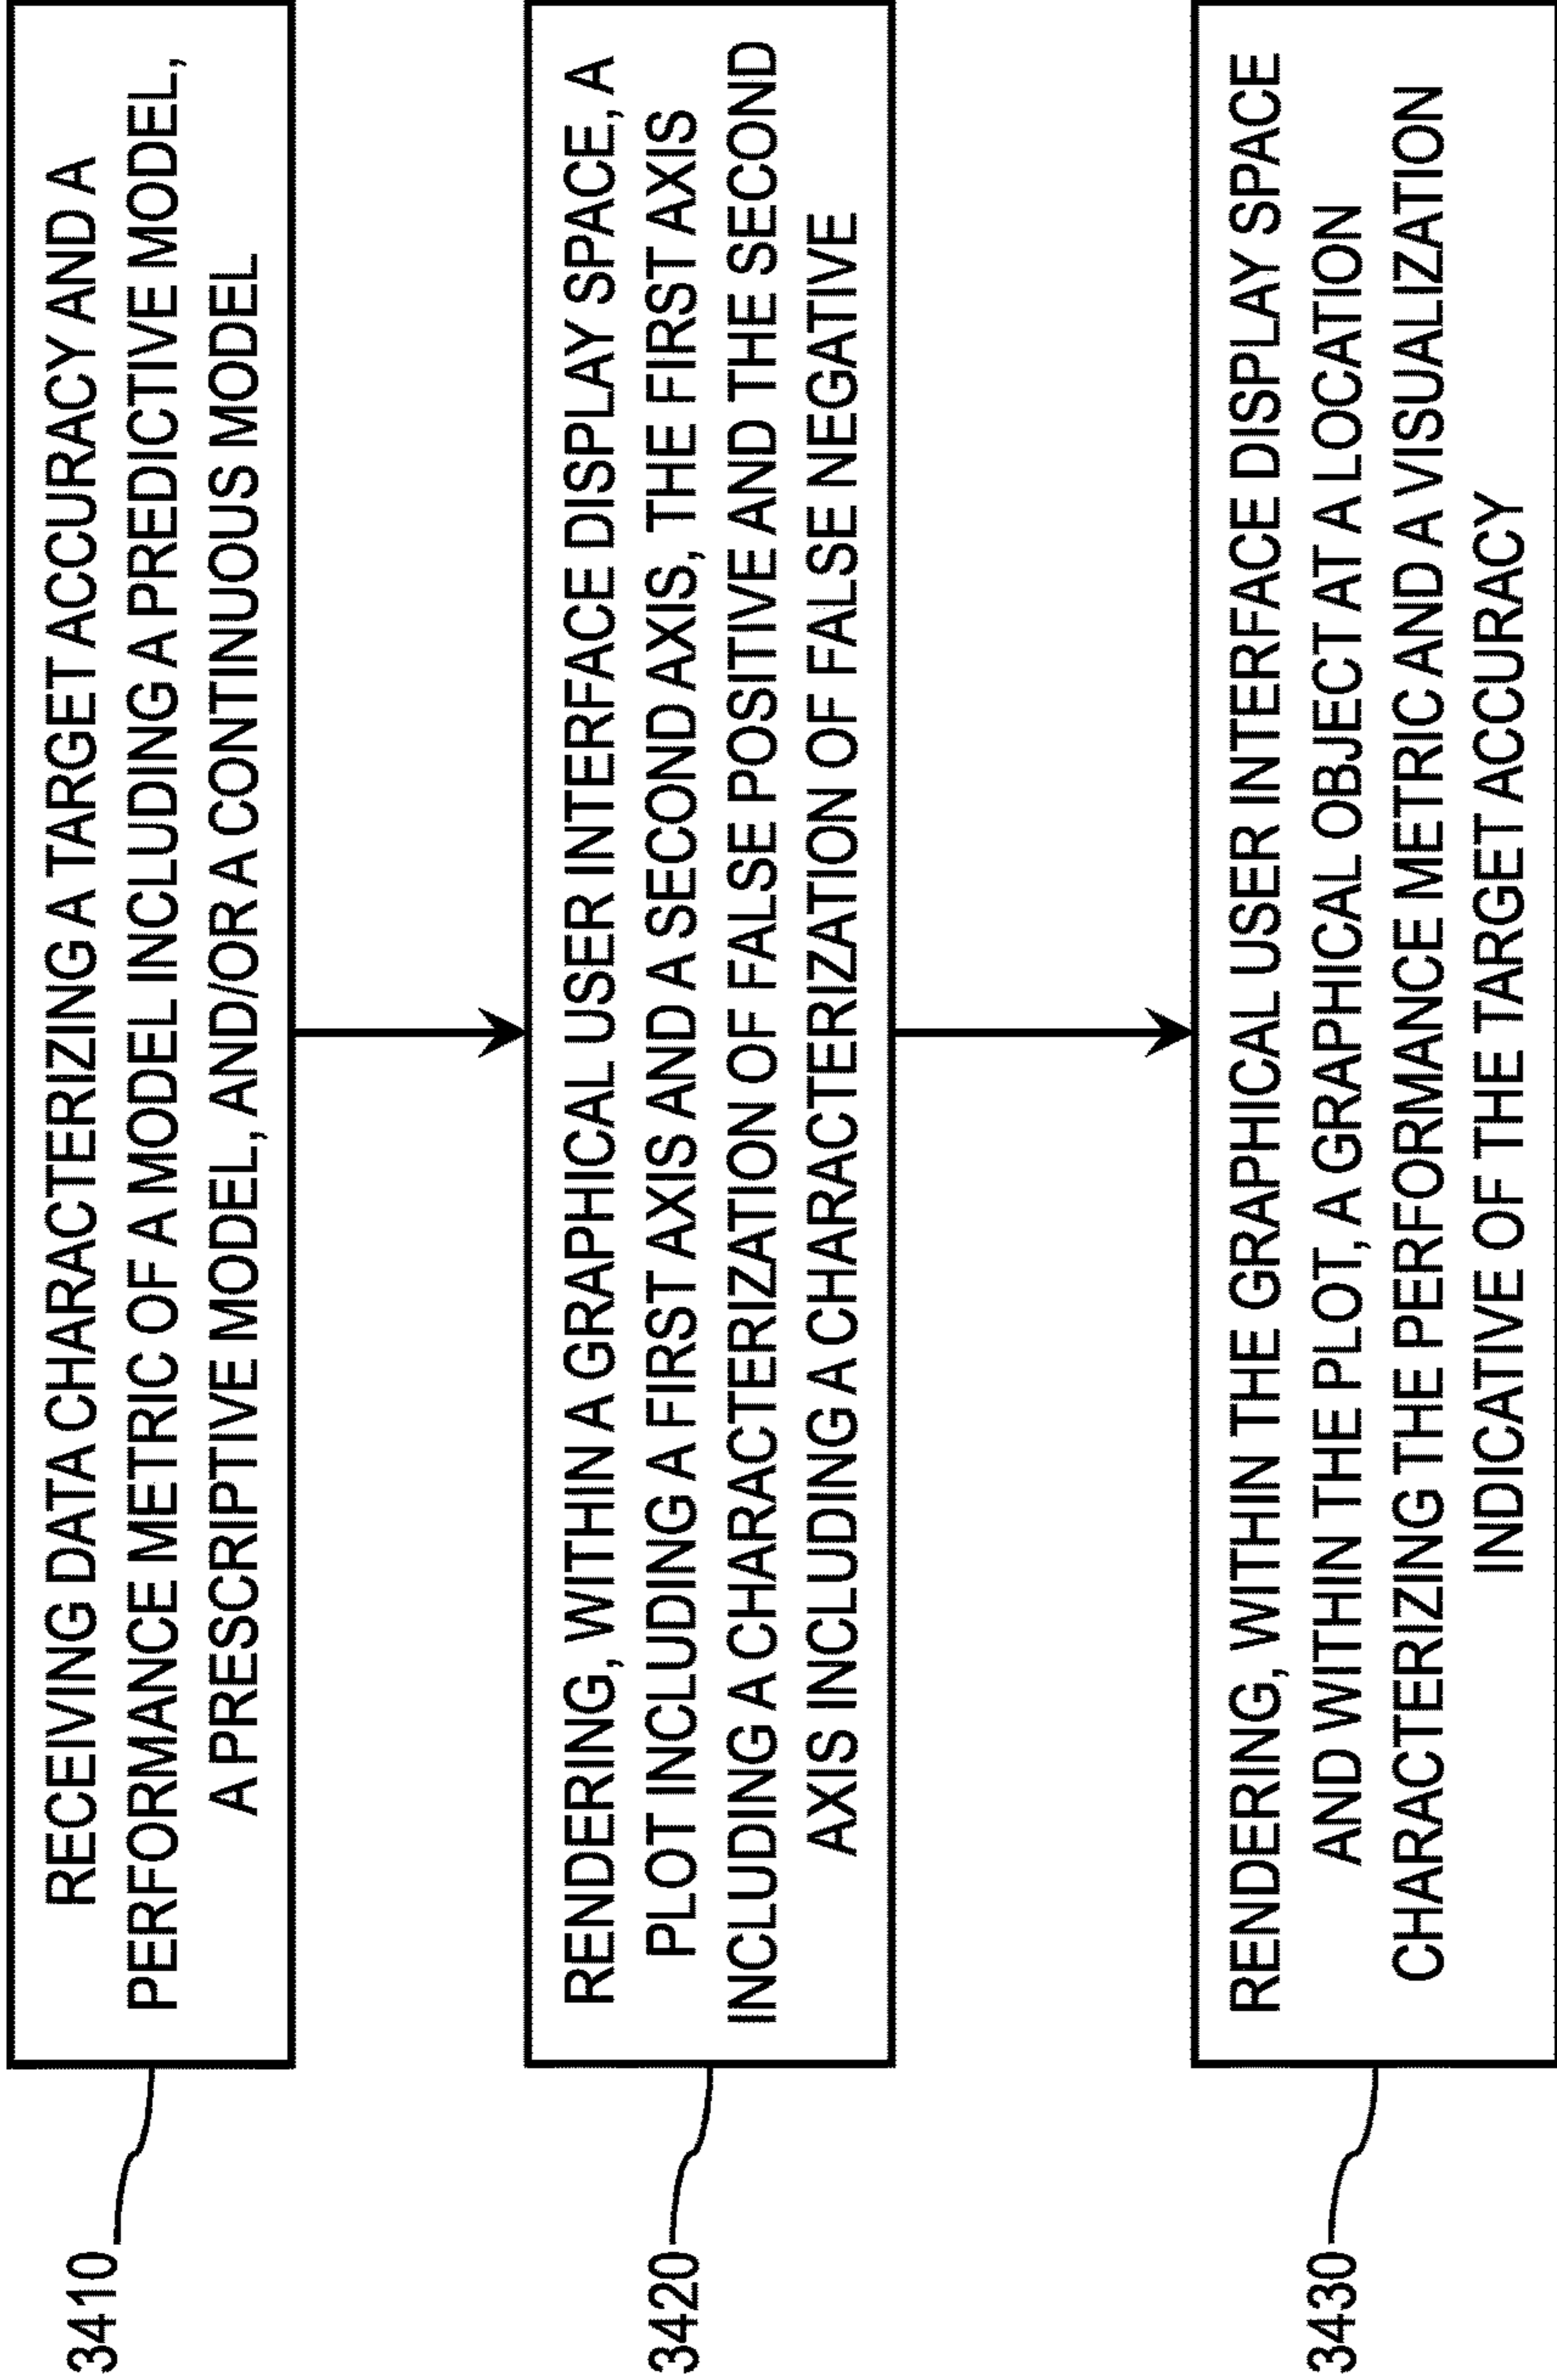 3410
RECEIVING DATA CHARACTERIZING A TARGET ACCURACY AND A
PERFORMANCE METRIC OF A MODEL INCLUDING A PREDICTIVE MODEL,
A PRESCRIPTIVE MODEL, AND/OR A CONTINUOUS MODEL
3420
RENDERING, WITHIN A GRAPHICAL USER INTERFACE DISPLAY SPACE, A
PLOT INCLUDING A FIRST AXIS AND A SECOND AXIS, THE FIRST AXIS
INCLUDING A CHARACTERIZATION OF FALSE POSITIVE AND THE SECOND
AXIS INCLUDING A CHARACTERIZATION OF FALSE NEGATIVE
3430
RENDERING, WITHIN THE GRAPHICAL USER INTERFACE DISPLAY SPACE
AND WITHIN THE PLOT, A GRAPHICAL OBJECT AT A LOCATION
CHARACTERIZING THE PERFORMANCE METRIC AND A VISUALIZATION
INDICATIVE OF THE TARGET ACCURACY